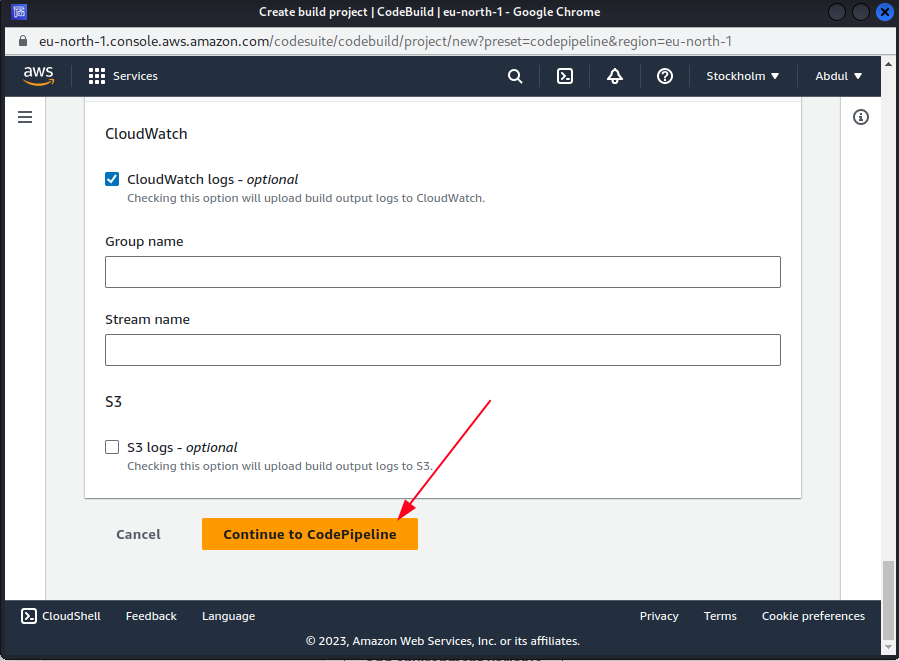 Create build project | CodeBuild | eu-north-1 - Google Chrome
eu-north-1.console.aws.amazon.com/codesuite/codebuild/project/new?preset=codepipeline&region=eu-north-1
aws Services Stockholm ▼ Abdul ▼
CloudWatch
CloudWatch logs - optional
Checking this option will upload build output logs to CloudWatch.
Group name
Stream name
S3
S3 logs - optional
Checking this option will upload build output logs to S3.
Cancel Continue to CodePipeline
CloudShell Feedback Language Privacy Terms Cookie preferences
© 2023, Amazon Web Services, Inc. or its affiliates.